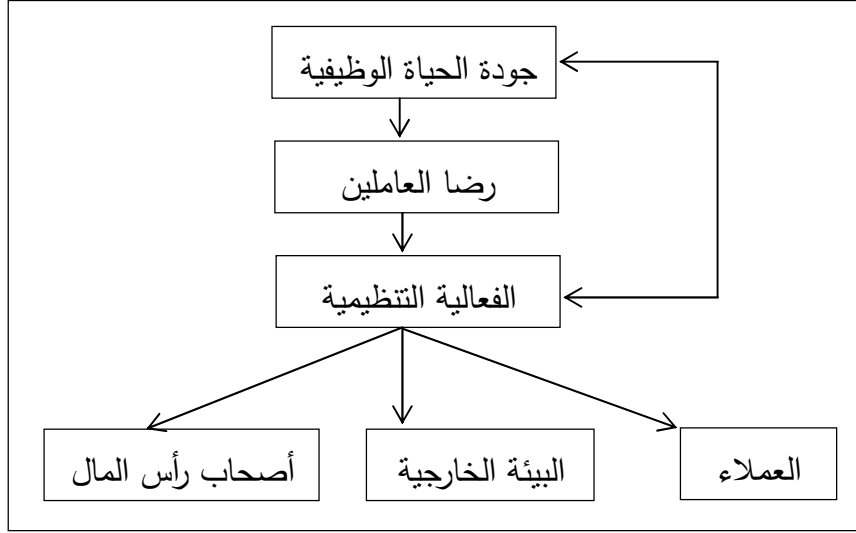 جودة الحياة الوظيفية
رضا العاملين
الفعالية التنظيمية
العملاء
البيئة الخارجية
أصحاب رأس المال